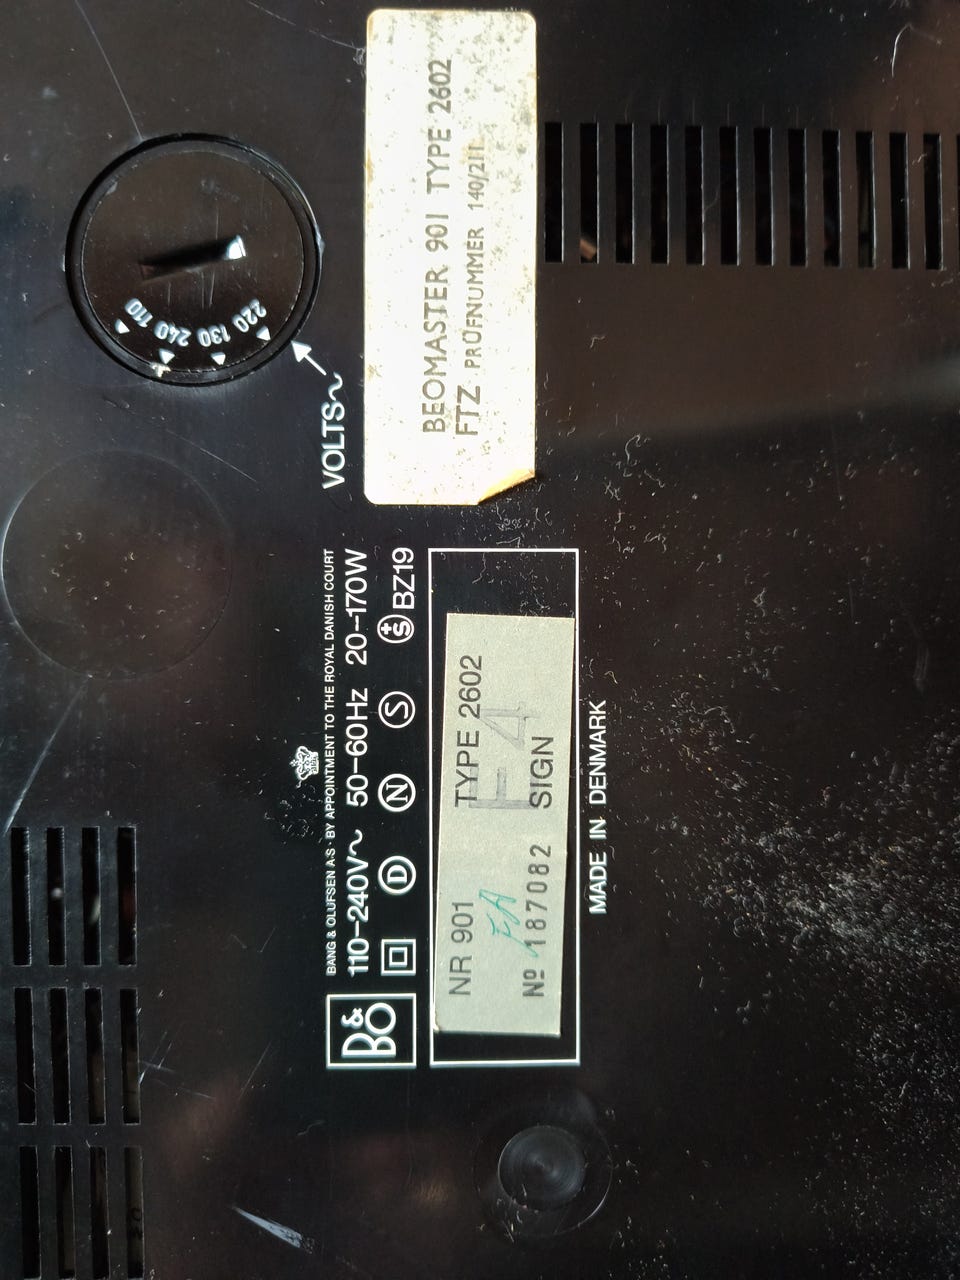 110 240 130 220
VOLTS~
BEOMASTER 901 TYPE 2602
FTZ PRÜFNUMMER 140/211
B&O
BANG & OLUFSEN A/S · BY APPOINTMENT TO THE ROYAL DANISH COURT
110–240V~ 50–60Hz 20–170W
D N S S BZ19
NR 901 TYPE 2602
FA F4
Nº 187082 SIGN
MADE IN DENMARK